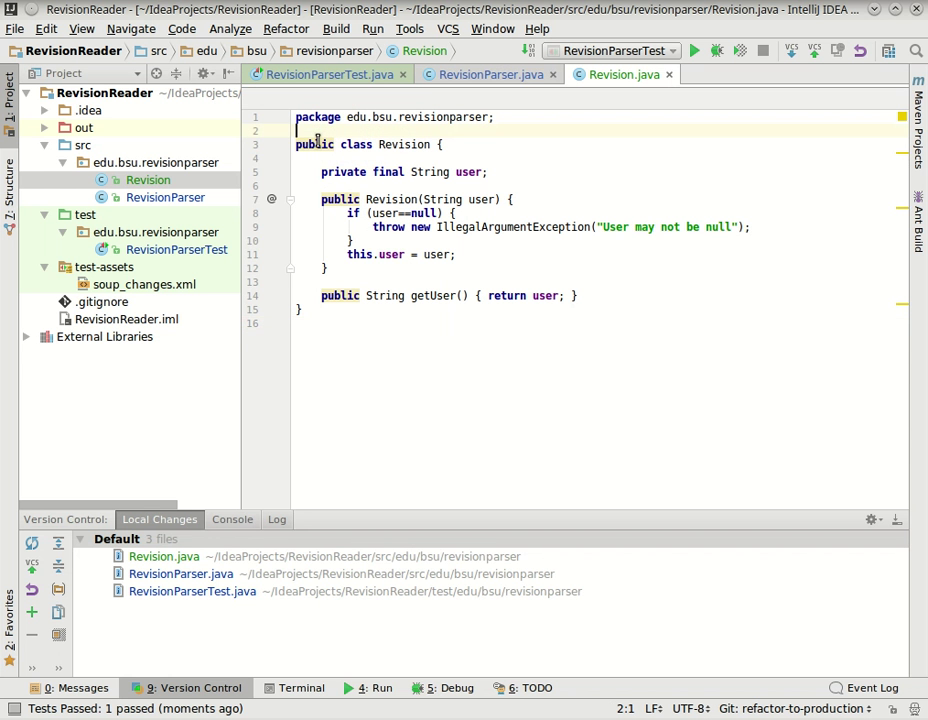 RevisionReader - [~/IdeaProjects/RevisionReader] - [RevisionReader] - ~/IdeaProjects/RevisionReader/src/edu/bsu/revisionparser/Revision.java - IntelliJ IDEA ...
File Edit View Navigate Code Analyze Refactor Build Run Tools VCS Window Help
RevisionReader src edu bsu revisionparser Revision RevisionParserTest
Project RevisionParserTest.java RevisionParser.java Revision.java
1: Project
7: Structure
2: Favorites
RevisionReader ~/IdeaProjects/
.idea
out
src
edu.bsu.revisionparser
Revision
RevisionParser
test
edu.bsu.revisionparser
RevisionParserTest
test-assets
soup_changes.xml
.gitignore
RevisionReader.iml
External Libraries
1 package edu.bsu.revisionparser;
2
3 public class Revision {
4
5 private final String user;
6
7 @ public Revision(String user) {
8 if (user==null) {
9 throw new IllegalArgumentException("User may not be null");
10 }
11 this.user = user;
12 }
13
14 public String getUser() { return user; }
15 }
16
Maven Projects
Ant Build
Version Control: Local Changes Console Log
Default 3 files
Revision.java ~/IdeaProjects/RevisionReader/src/edu/bsu/revisionparser
RevisionParser.java ~/IdeaProjects/RevisionReader/src/edu/bsu/revisionparser
RevisionParserTest.java ~/IdeaProjects/RevisionReader/test/edu/bsu/revisionparser
0: Messages 9: Version Control Terminal 4: Run 5: Debug 6: TODO Event Log
Tests Passed: 1 passed (moments ago) 2:1 LF UTF-8 Git: refactor-to-production